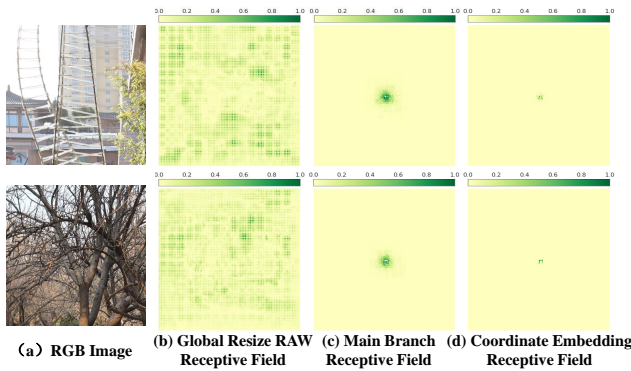 0.0 0.2 0.4 0.6 0.8 1.0 0.0 0.2 0.4 0.6 0.8 1.0 0.0 0.2 0.4 0.6 0.8 1.0
0.0 0.2 0.4 0.6 0.8 1.0 0.0 0.2 0.4 0.6 0.8 1.0 0.0 0.2 0.4 0.6 0.8 1.0
（a）RGB Image
(b) Global Resize RAW
Receptive Field
(c) Main Branch
Receptive Field
(d) Coordinate Embedding
Receptive Field